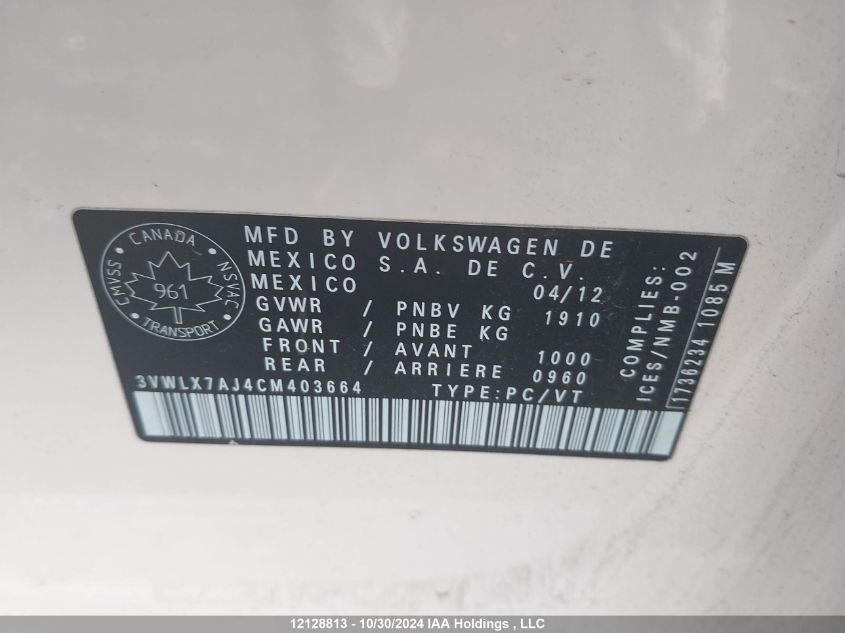 CANADA
CMVSS
NSVAC
961
TRANSPORT
MFD BY VOLKSWAGEN DE
MEXICO S.A. DE C.V.
MEXICO 04/12
GVWR / PNBV KG 1910
GAWR / PNBE KG
FRONT / AVANT 1000
REAR / ARRIERE 0960
3VWLX7AJ4CM403664 TYPE:PC/VT
COMPLIES:
ICES/NMB-002
1736234 1085 M
12128813 - 10/30/2024 IAA Holdings , LLC